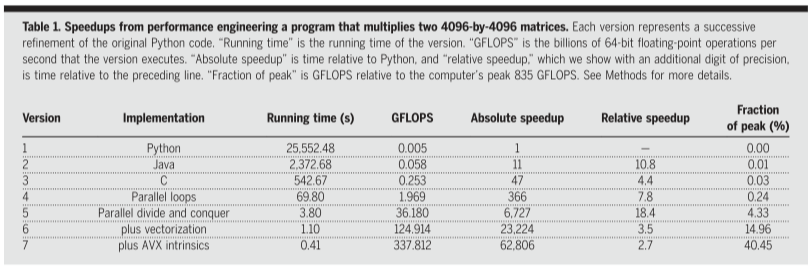 Table 1. Speedups from performance engineering a program that multiplies two 4096-by-4096 matrices. Each version represents a successive
refinement of the original Python code. "Running time" is the running time of the version. "GFLOPS" is the billions of 64-bit floating-point operations per
second that the version executes. "Absolute speedup" is time relative to Python, and "relative speedup," which we show with an additional digit of precision,
is time relative to the preceding line. "Fraction of peak" is GFLOPS relative to the computer's peak 835 GFLOPS. See Methods for more details.
Version Implementation Running time (s) GFLOPS Absolute speedup Relative speedup Fraction
of peak (%)
1 Python 25,552.48 0.005 1 — 0.00
2 Java 2,372.68 0.058 11 10.8 0.01
3 C 542.67 0.253 47 4.4 0.03
4 Parallel loops 69.80 1.969 366 7.8 0.24
5 Parallel divide and conquer 3.80 36.180 6,727 18.4 4.33
6 plus vectorization 1.10 124.914 23,224 3.5 14.96
7 plus AVX intrinsics 0.41 337.812 62,806 2.7 40.45